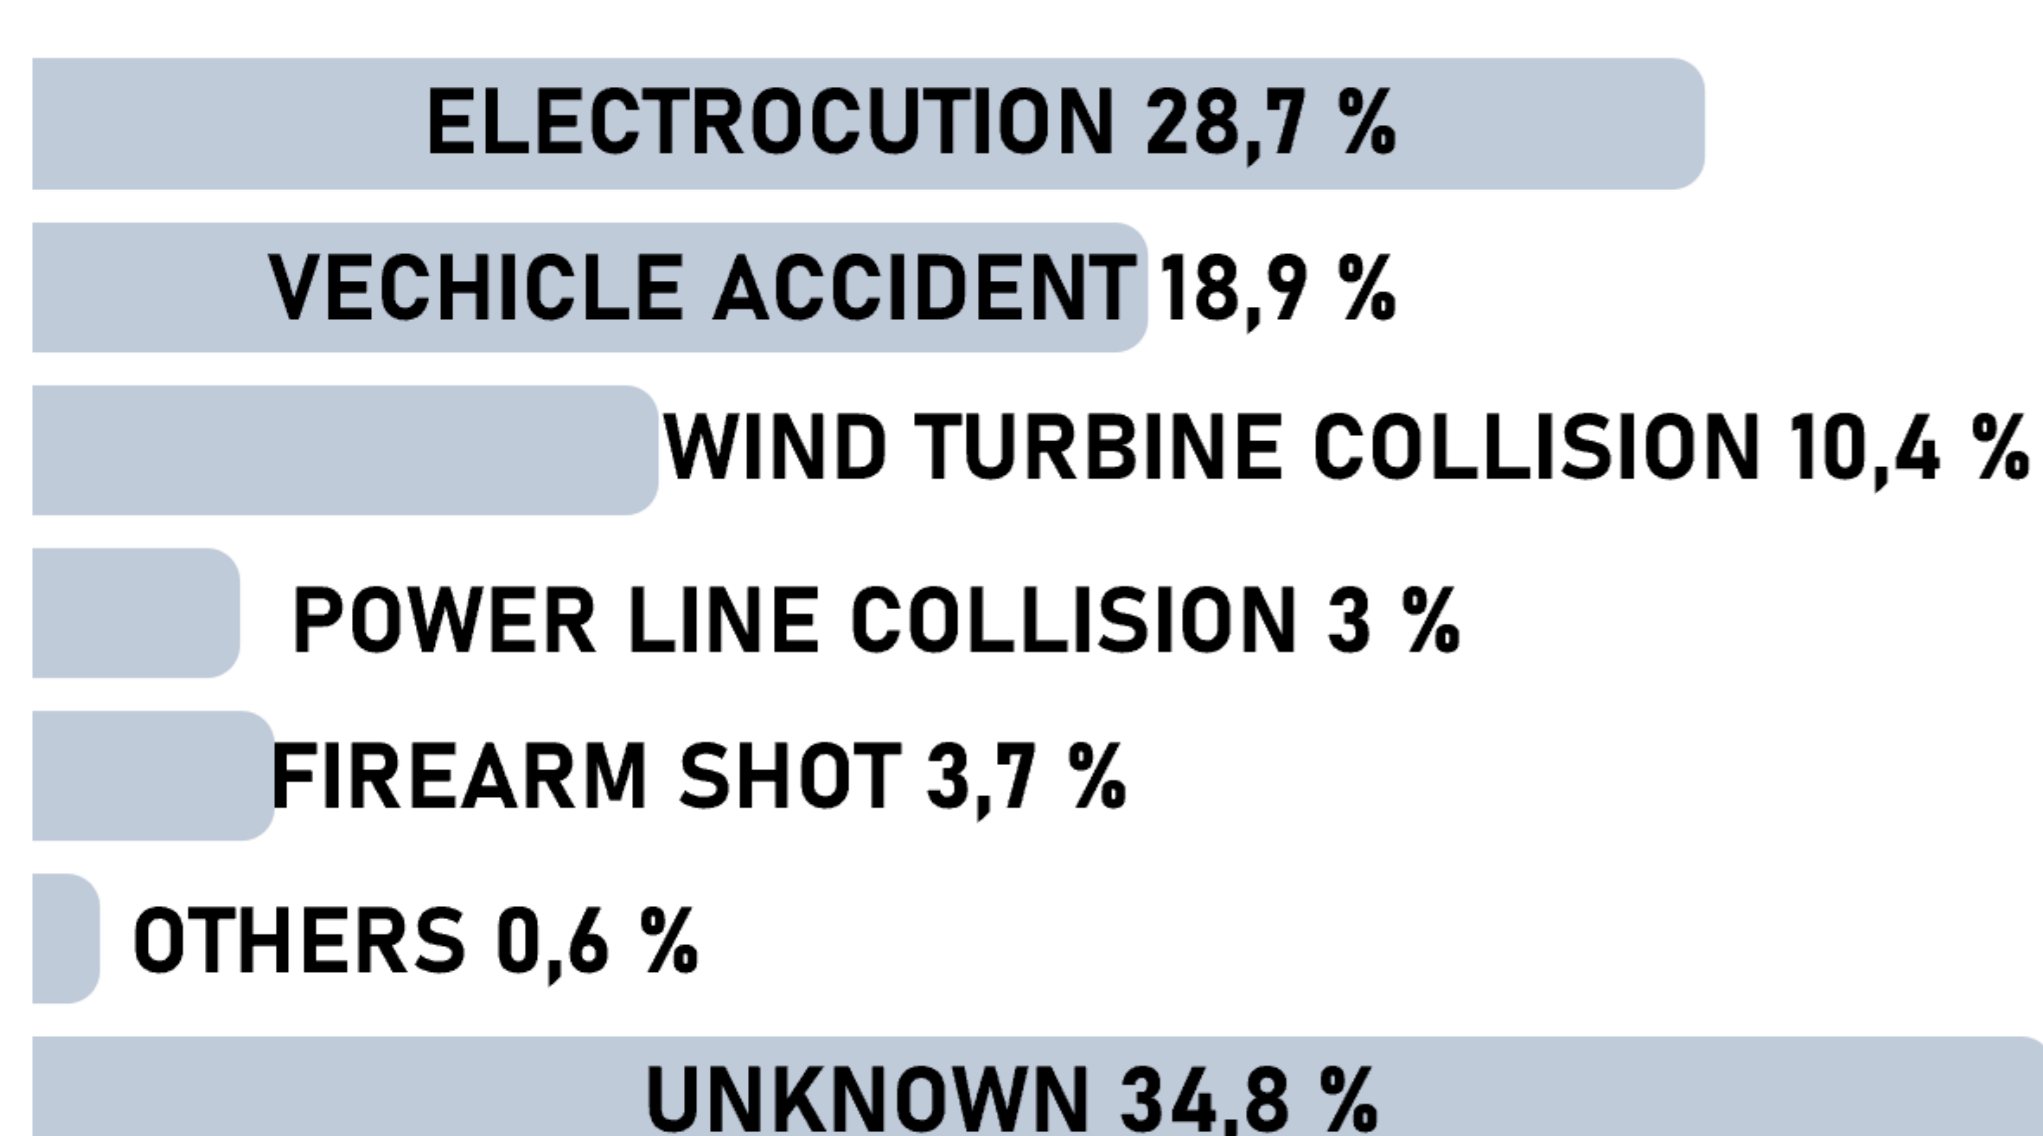 ELECTROCUTION 28,7 %
VECHICLE ACCIDENT 18,9 %
WIND TURBINE COLLISION 10,4 %
POWER LINE COLLISION 3 %
FIREARM SHOT 3,7 %
OTHERS 0,6 %
UNKNOWN 34,8 %